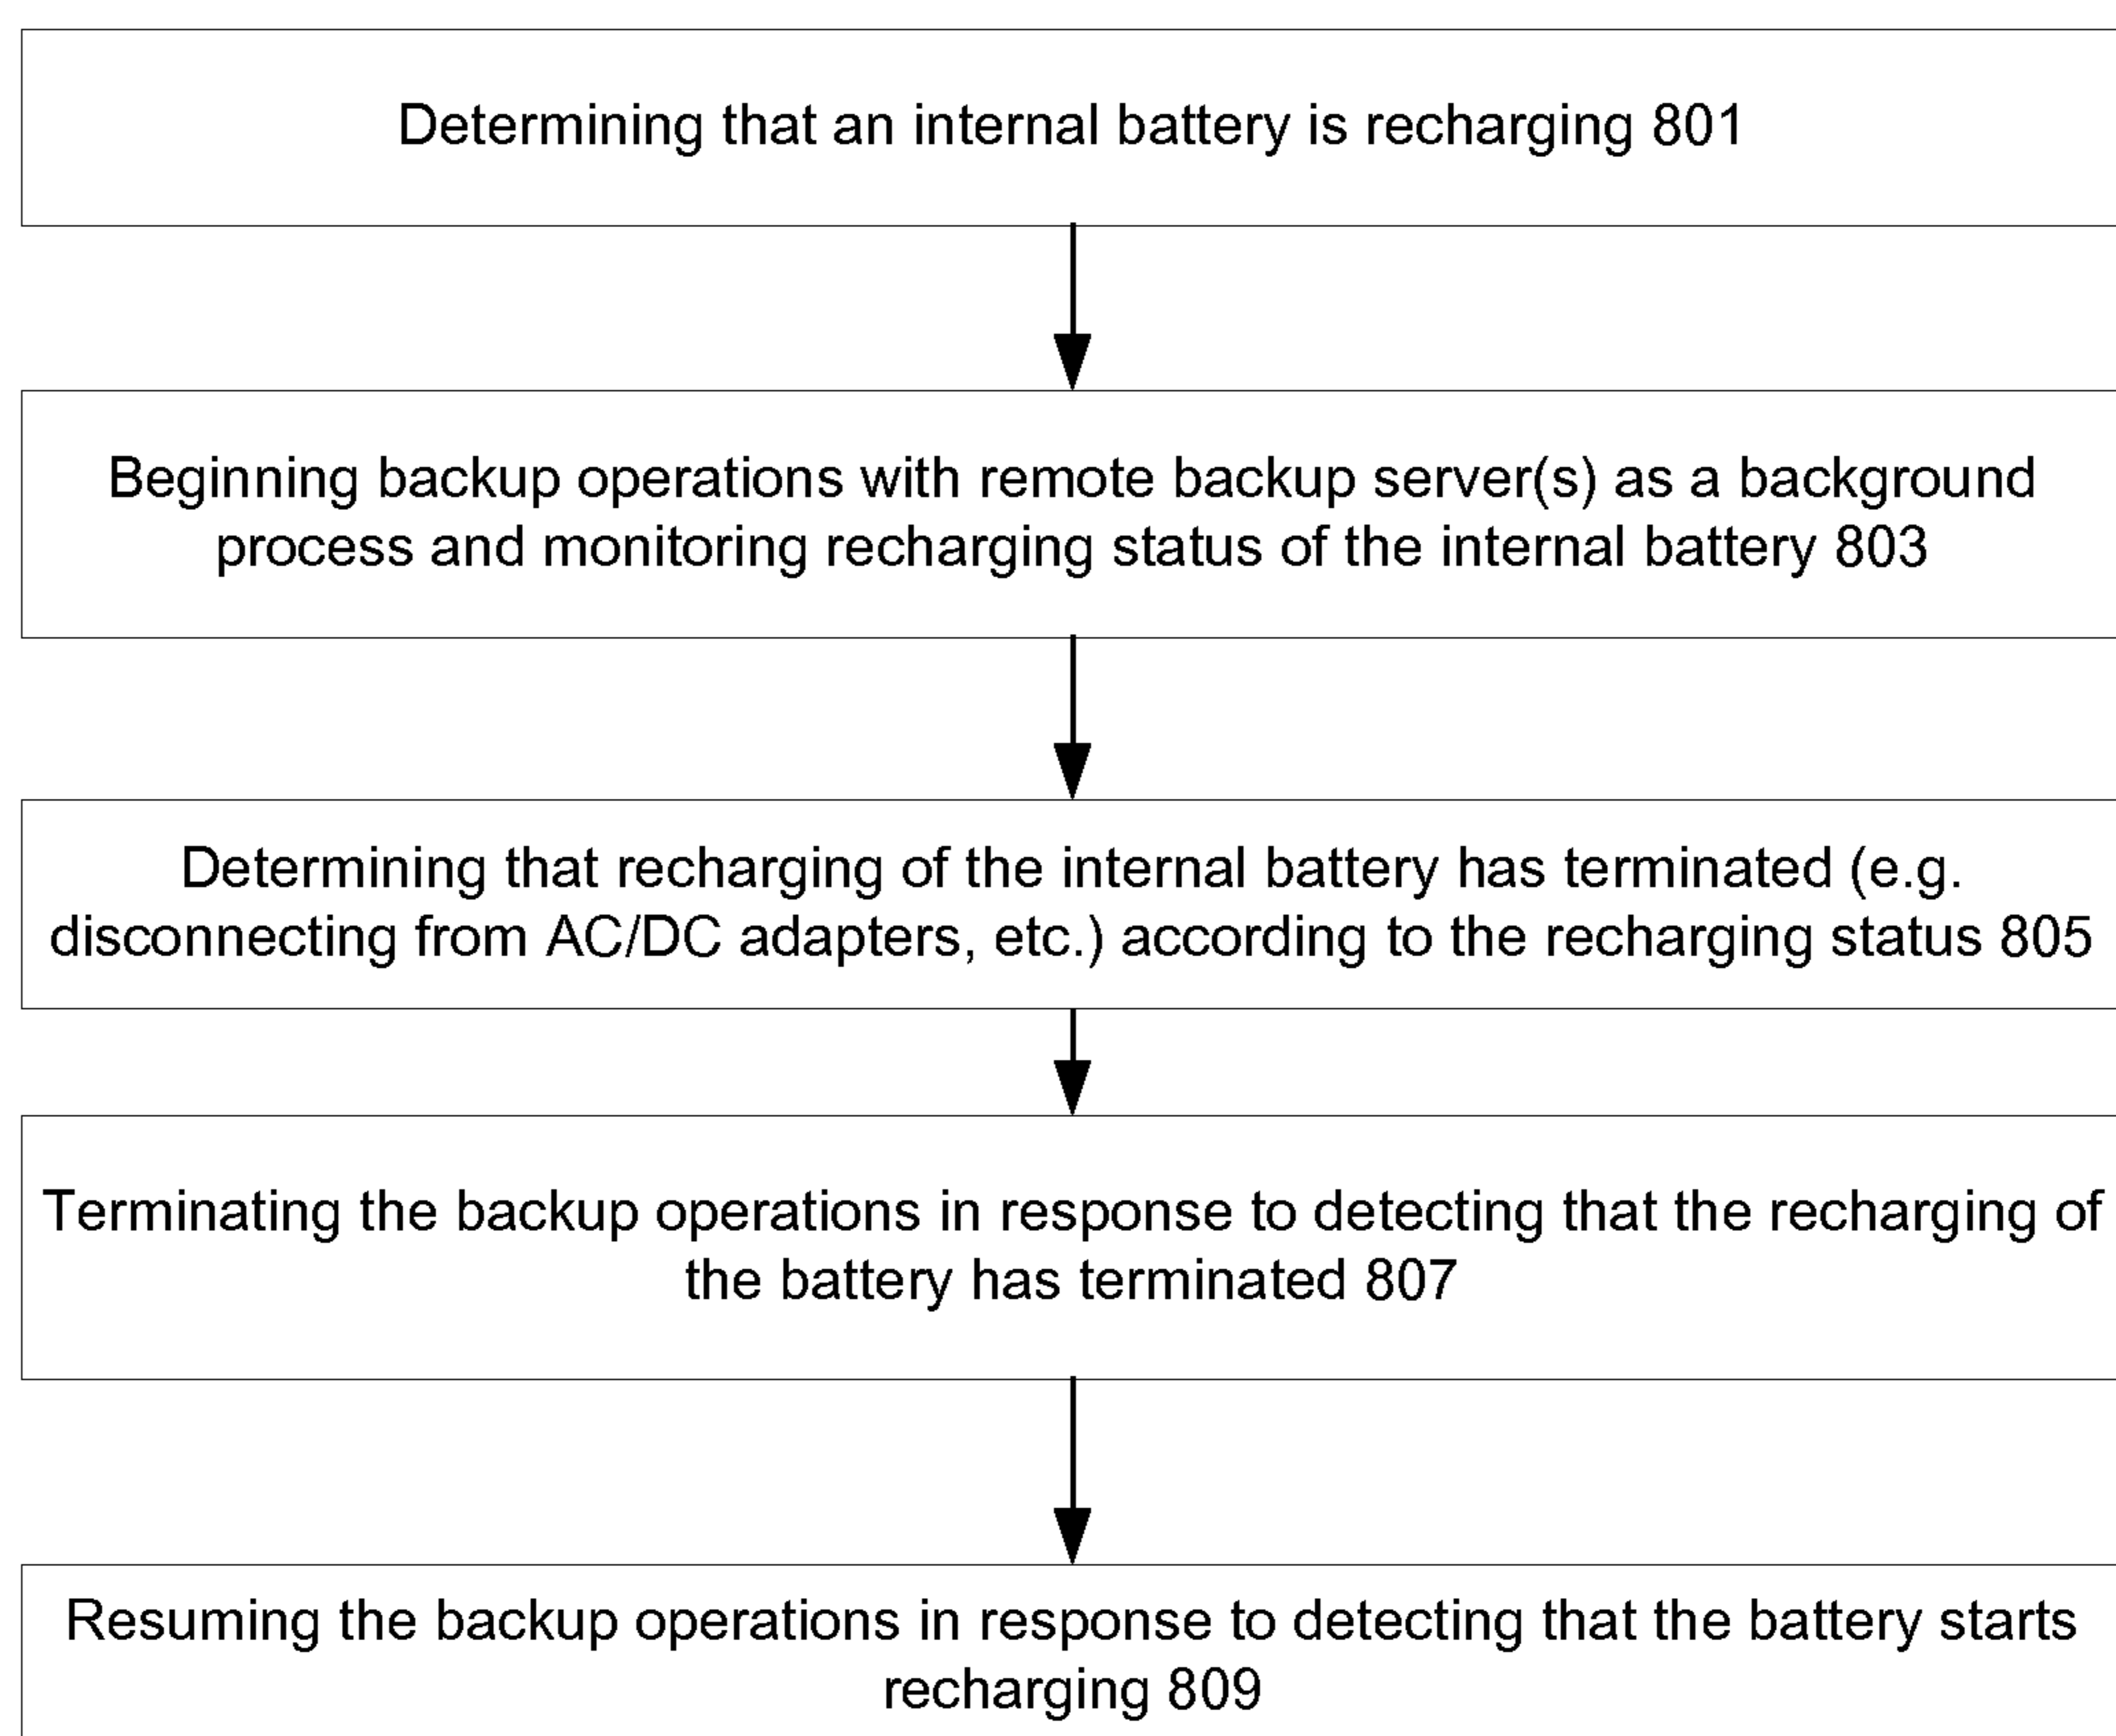 Determining that an internal battery is recharging 801
Beginning backup operations with remote backup server(s) as a background
process and monitoring recharging status of the internal battery 803
Determining that recharging of the internal battery has terminated (e.g.
disconnecting from AC/DC adapters, etc.) according to the recharging status 805
Terminating the backup operations in response to detecting that the recharging of
the battery has terminated 807
Resuming the backup operations in response to detecting that the battery starts
recharging 809